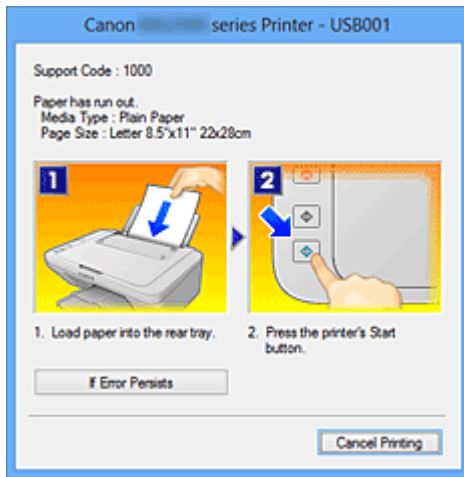 Canon series Printer - USB001
Support Code : 1000
Paper has run out.
Media Type : Plain Paper
Page Size : Letter 8.5"x11" 22x28cm
1
2
1. Load paper into the rear tray.
2. Press the printer's Start
button.
If Error Persists
Cancel Printing